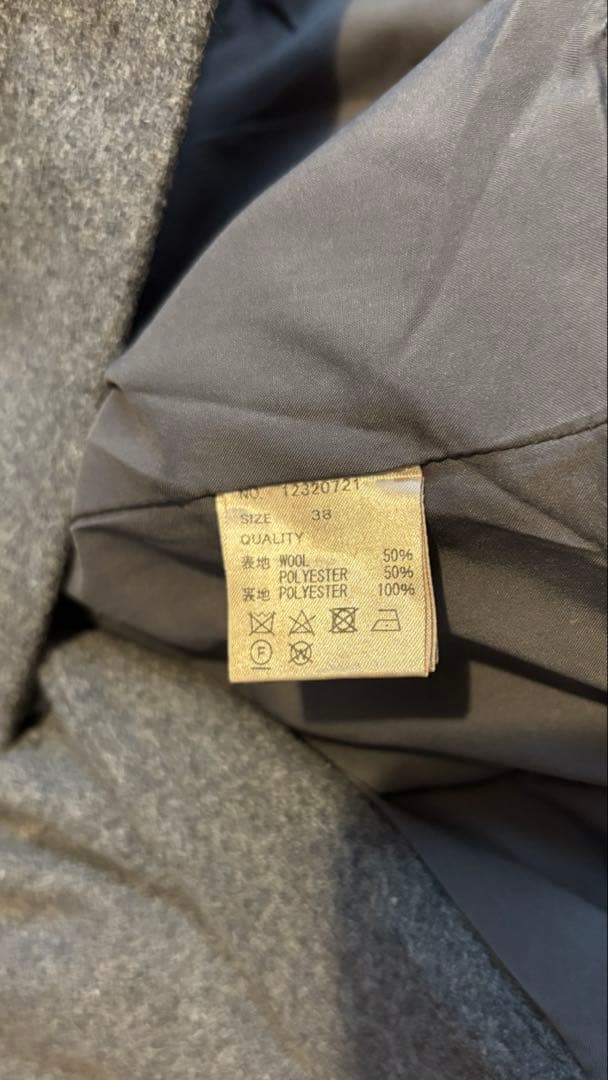 NO. 12320721
SIZE 38
QUALITY
表地 WOOL 50%
POLYESTER 50%
裏地 POLYESTER 100%
F
W